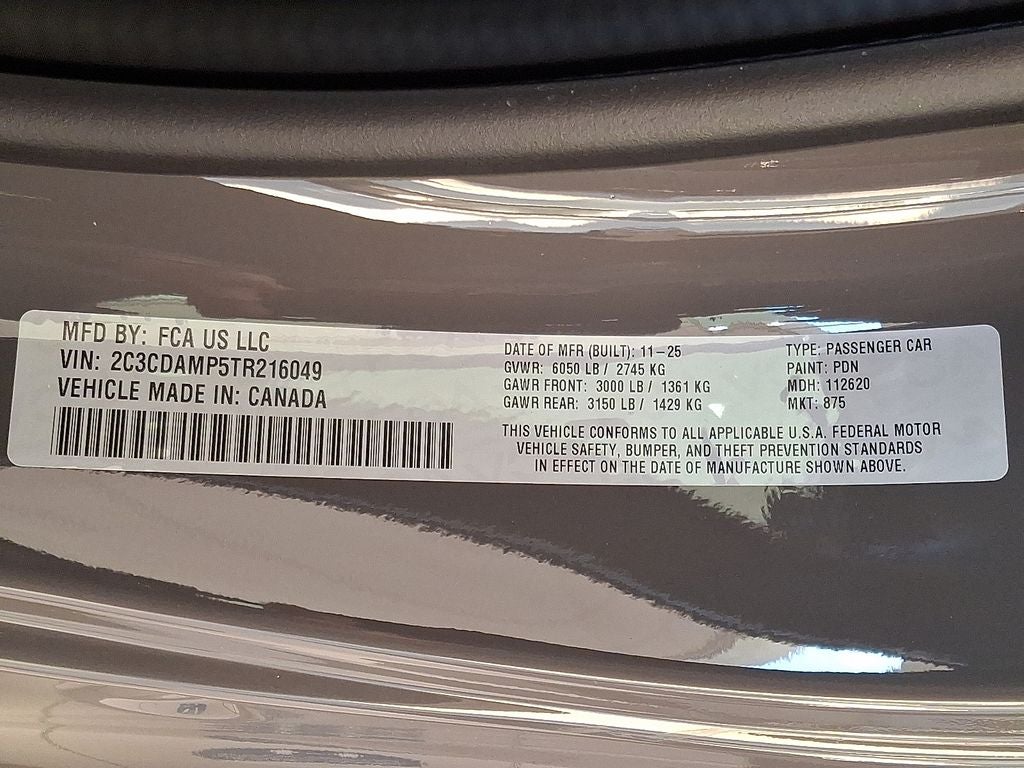 MFD BY: FCA US LLC
VIN: 2C3CDAMP5TR216049
VEHICLE MADE IN: CANADA
DATE OF MFR (BUILT): 11-25
GVWR: 6050 LB / 2745 KG
GAWR FRONT: 3000 LB / 1361 KG
GAWR REAR: 3150 LB / 1429 KG
TYPE: PASSENGER CAR
PAINT: PDN
MDH: 112620
MKT: 875
THIS VEHICLE CONFORMS TO ALL APPLICABLE U.S.A. FEDERAL MOTOR
VEHICLE SAFETY, BUMPER, AND THEFT PREVENTION STANDARDS
IN EFFECT ON THE DATE OF MANUFACTURE SHOWN ABOVE.